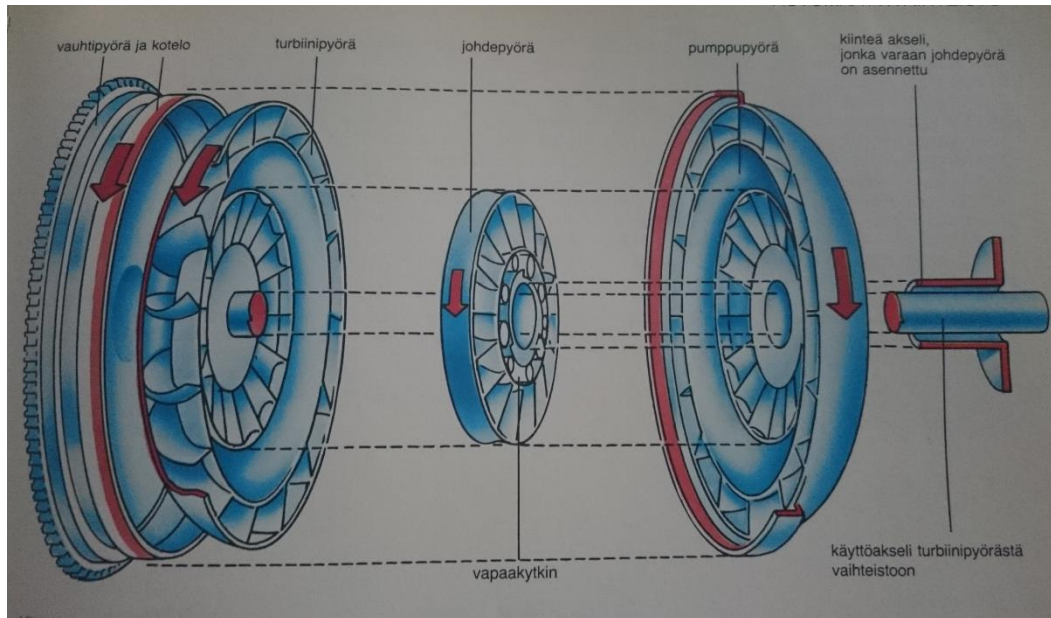 vauhtipyörä ja kotelo
turbiinipyörä
johdepyörä
pumppupyörä
kiinteä akseli,
jonka varaan johdepyörä
on asennettu
vapaakytkin
käyttöakseli turbiinipyörästä
vaihteistoon